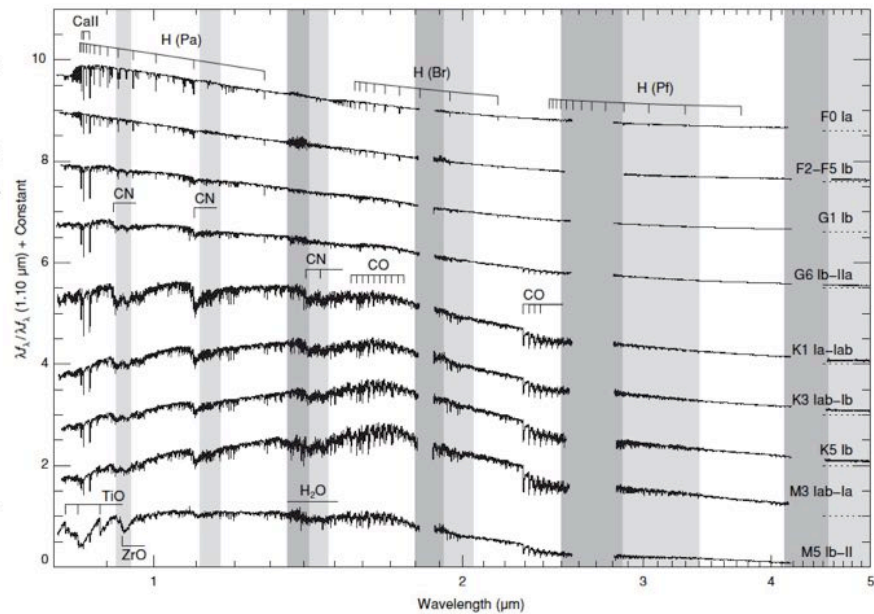 CaII
H (Pa)
H (Br)
H (Pf)
10
8
6
4
2
0
λf_λ/λf_λ (1.10 μm) + Constant
F0 Ia
F2–F5 Ib
G1 Ib
G6 Ib–IIa
K1 Ia–Iab
K3 Iab–Ib
K5 Ib
M3 Iab–Ia
M5 Ib–II
CN
CN
CN
CO
CO
H₂O
TiO
ZrO
1
2
3
4
5
Wavelength (μm)